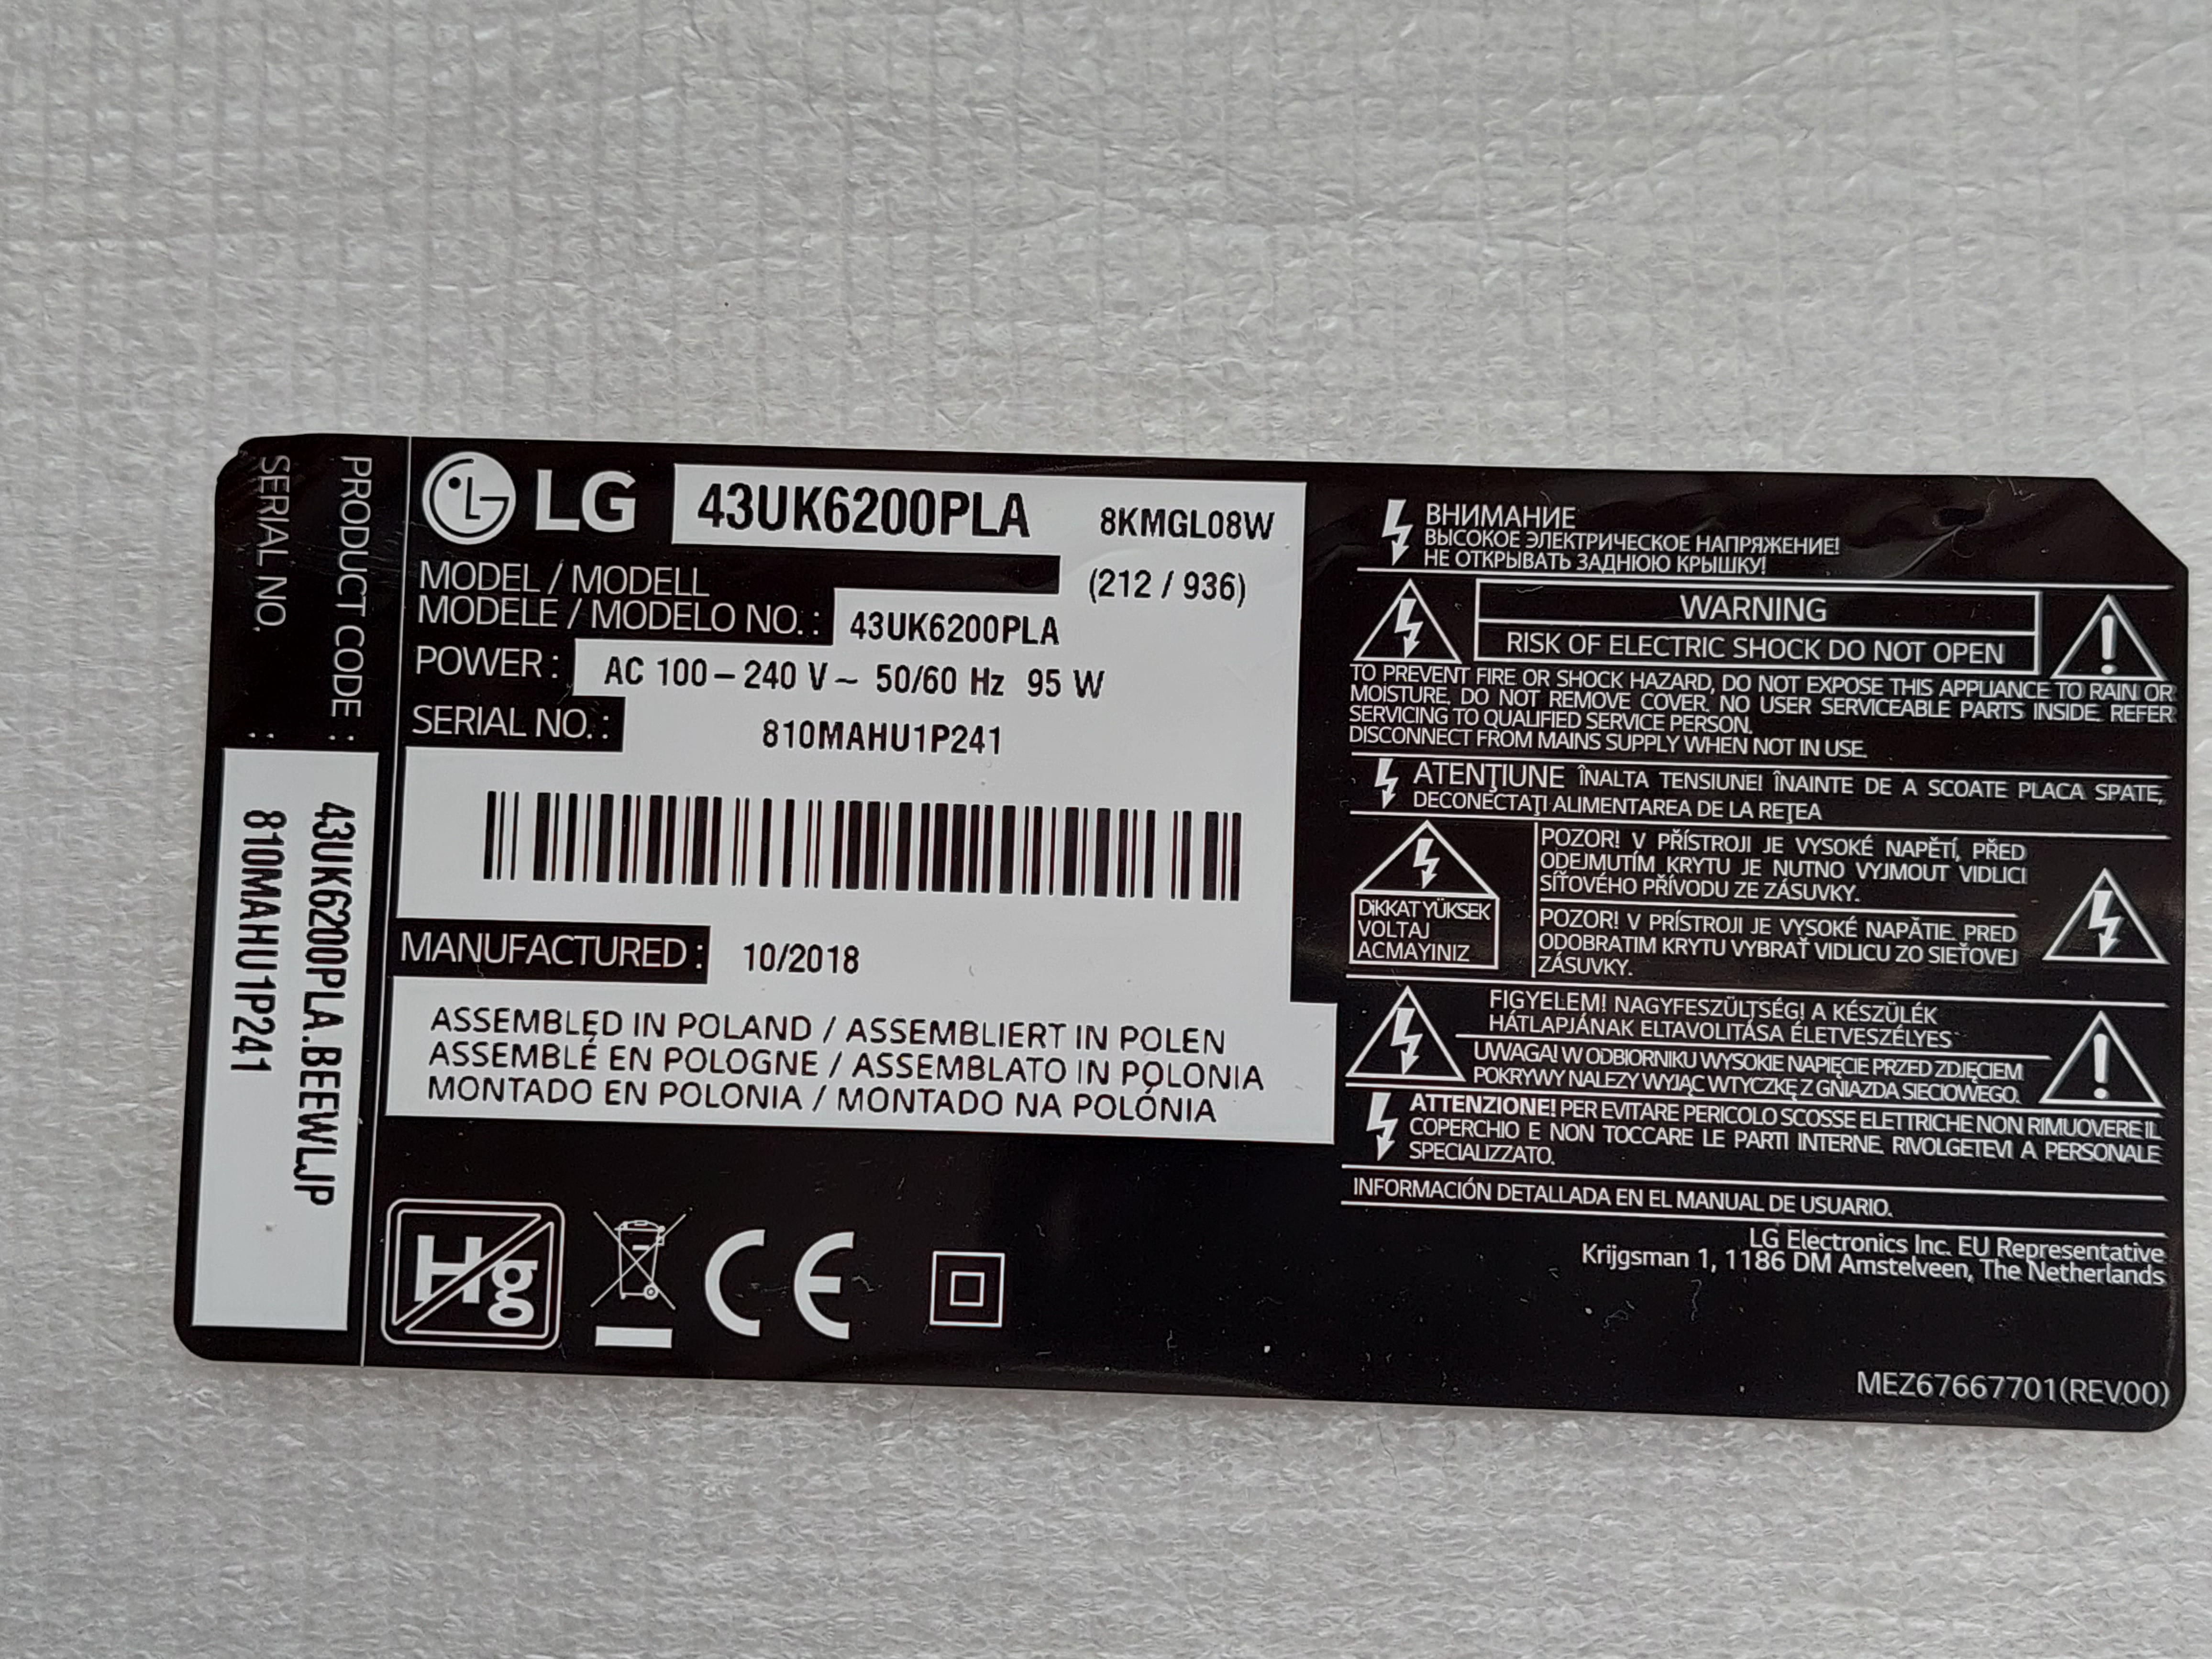 PRODUCT CODE : 43UK6200PLA.BEEWLJP
SERIAL NO. : 810MAHU1P241
LG 43UK6200PLA 8KMGL08W
MODEL / MODELL (212 / 936)
MODELE / MODELO NO. : 43UK6200PLA
POWER : AC 100 – 240 V ~ 50/60 Hz 95 W
SERIAL NO. : 810MAHU1P241
MANUFACTURED : 10/2018
ASSEMBLED IN POLAND / ASSEMBLIERT IN POLEN
ASSEMBLÉ EN POLOGNE / ASSEMBLATO IN POLONIA
MONTADO EN POLONIA / MONTADO NA POLÓNIA
Hg
CE
ВНИМАНИЕ
ВЫСОКОЕ ЭЛЕКТРИЧЕСКОЕ НАПРЯЖЕНИЕ!
НЕ ОТКРЫВАТЬ ЗАДНЮЮ КРЫШКУ!
WARNING
RISK OF ELECTRIC SHOCK DO NOT OPEN
TO PREVENT FIRE OR SHOCK HAZARD, DO NOT EXPOSE THIS APPLIANCE TO RAIN OR
MOISTURE. DO NOT REMOVE COVER. NO USER SERVICEABLE PARTS INSIDE. REFER
SERVICING TO QUALIFIED SERVICE PERSON.
DISCONNECT FROM MAINS SUPPLY WHEN NOT IN USE.
ATENŢIUNE ÎNALTA TENSIUNE! ÎNAINTE DE A SCOATE PLACA SPATE,
DECONECTAŢI ALIMENTAREA DE LA REŢEA
DİKKAT YÜKSEK
VOLTAJ
ACMAYINIZ
POZOR! V PŘÍSTROJI JE VYSOKÉ NAPĚTÍ, PŘED
ODEJMUTÍM KRYTU JE NUTNO VYJMOUT VIDLICI
SÍŤOVÉHO PŘÍVODU ZE ZÁSUVKY.
POZOR! V PRÍSTROJI JE VYSOKÉ NAPÄTIE. PRED
ODOBRATIM KRYTU VYBRAŤ VIDLICU ZO SIEŤOVEJ
ZÁSUVKY.
FIGYELEM! NAGYFESZÜLTSÉG! A KÉSZÜLÉK
HÁTLAPJÁNAK ELTAVOLITÁSA ÉLETVESZÉLYES
UWAGA! W ODBIORNIKU WYSOKIE NAPIĘCIE PRZED ZDJĘCIEM
POKRYWY NALEZY WYJĄC WTYCZKĘ Z GNIAZDA SIECIOWEGO.
ATTENZIONE! PER EVITARE PERICOLO SCOSSE ELETTRICHE NON RIMUOVERE IL
COPERCHIO E NON TOCCARE LE PARTI INTERNE. RIVOLGETEVI A PERSONALE
SPECIALIZZATO.
INFORMACIÓN DETALLADA EN EL MANUAL DE USUARIO.
LG Electronics Inc. EU Representative
Krijgsman 1, 1186 DM Amstelveen, The Netherlands
MEZ67667701(REV00)